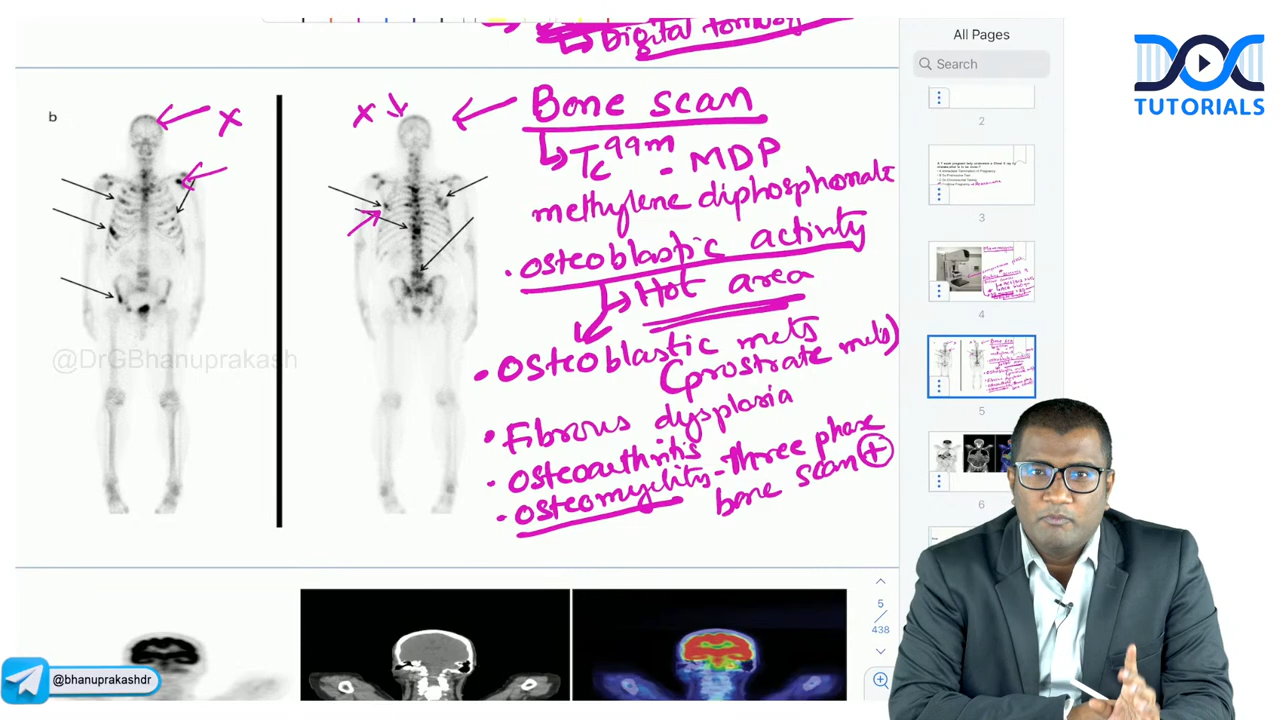 Digital tomosy
b
x
x
Bone scan
Tc99m - MDP
methylene diphosphonate
. osteoblastic activity
Hot area
. Osteoblastic mets
(prostrate mets)
. Fibrous dysplasia
. Osteoarthritis
. Osteomyelitis - three phase
bone scan +
@DrGBhanuprakash
@bhanuprakashdr
All Pages
Search
2
3
4
5
6
5
438
DOC
TUTORIALS